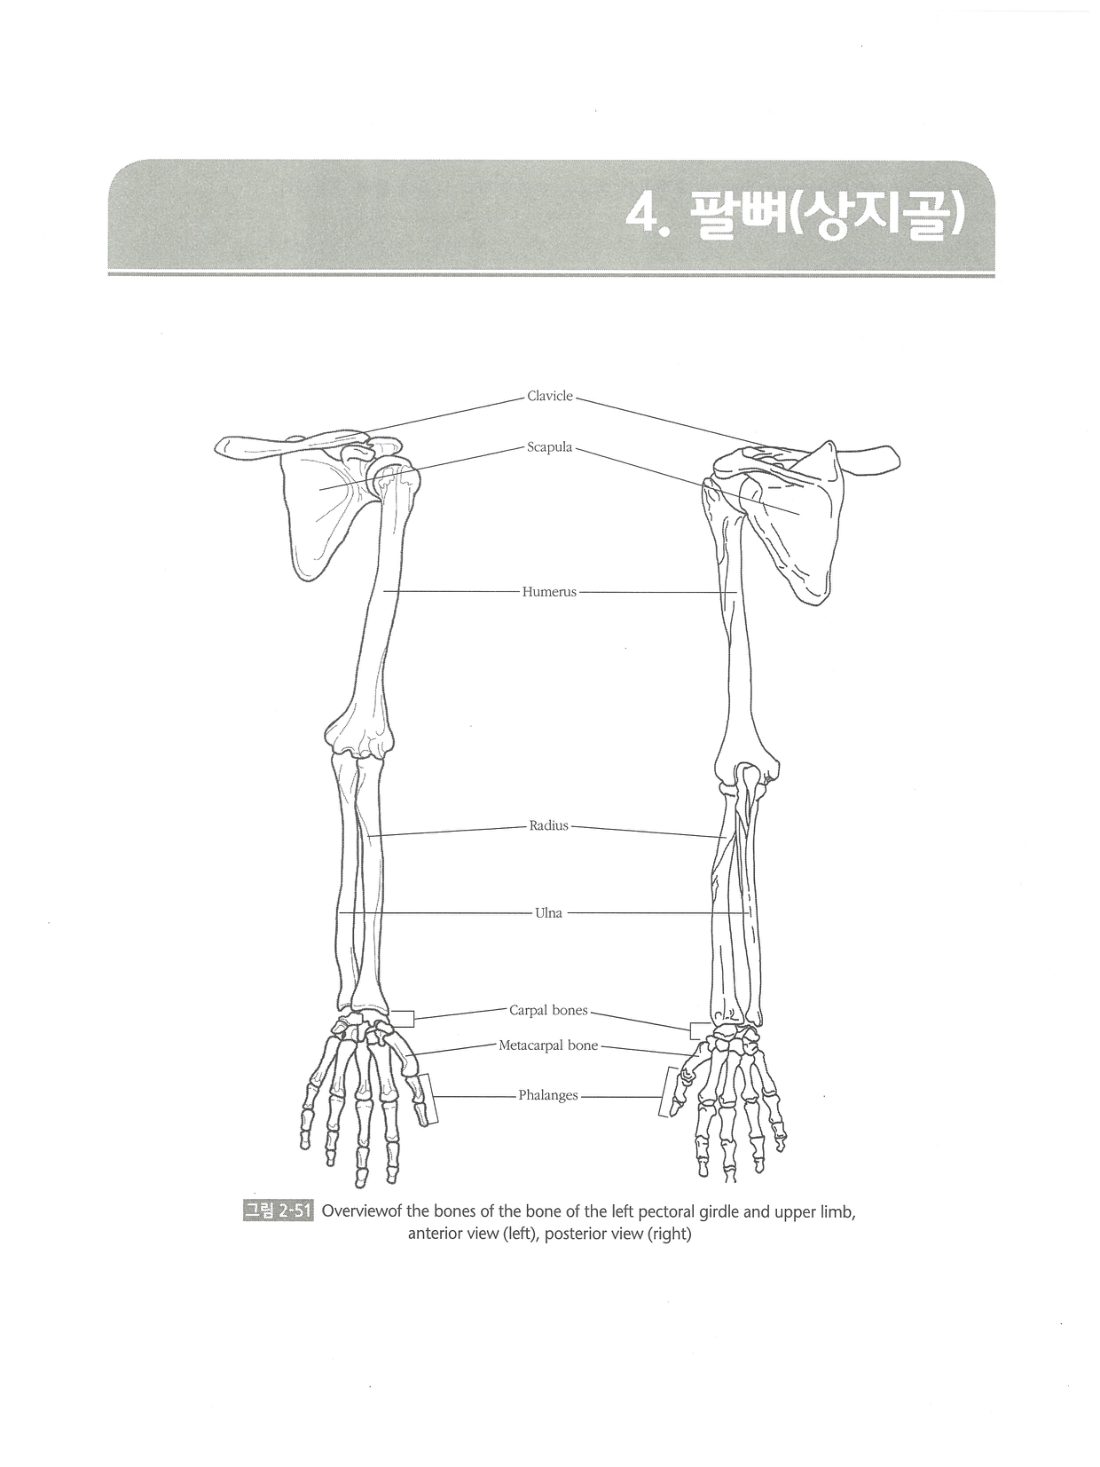 4. 팔뼈(상지골)
Clavicle
Scapula
Humerus
Radius
Ulna
Carpal bones
Metacarpal bone
Phalanges
그림 2-51 Overviewof the bones of the bone of the left pectoral girdle and upper limb,
anterior view (left), posterior view (right)